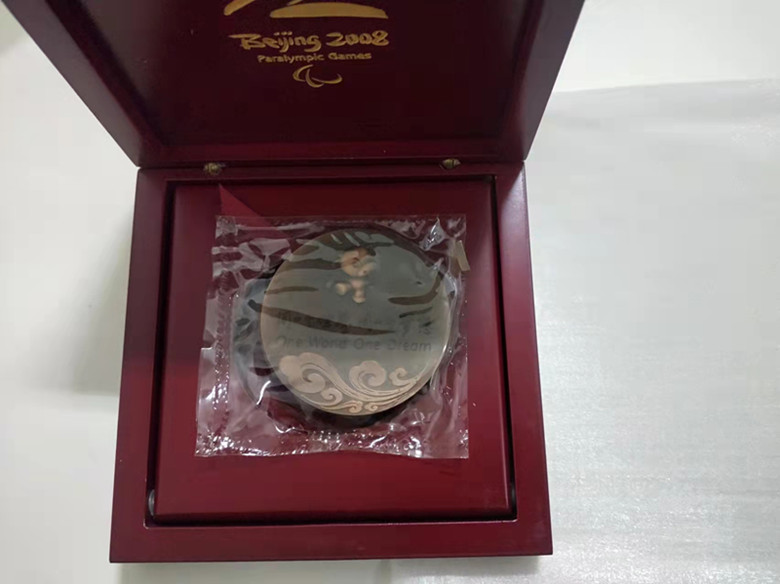 Beijing 2008
Paralympic Games
One World One Dream